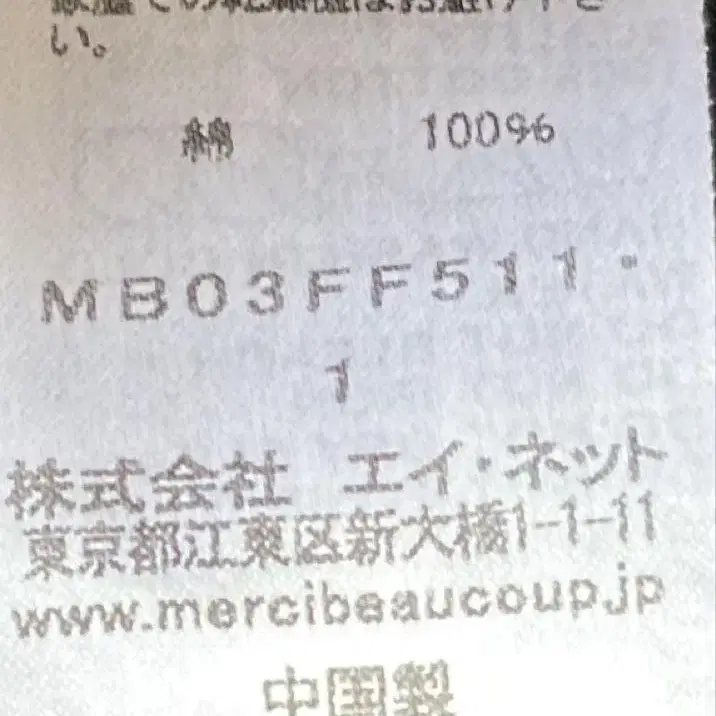 い。
綿 100%
MB03FF511・
1
株式会社 エイ・ネット
東京都江東区新大橋1-1-11
www.mercibeaucoup.jp
中国製